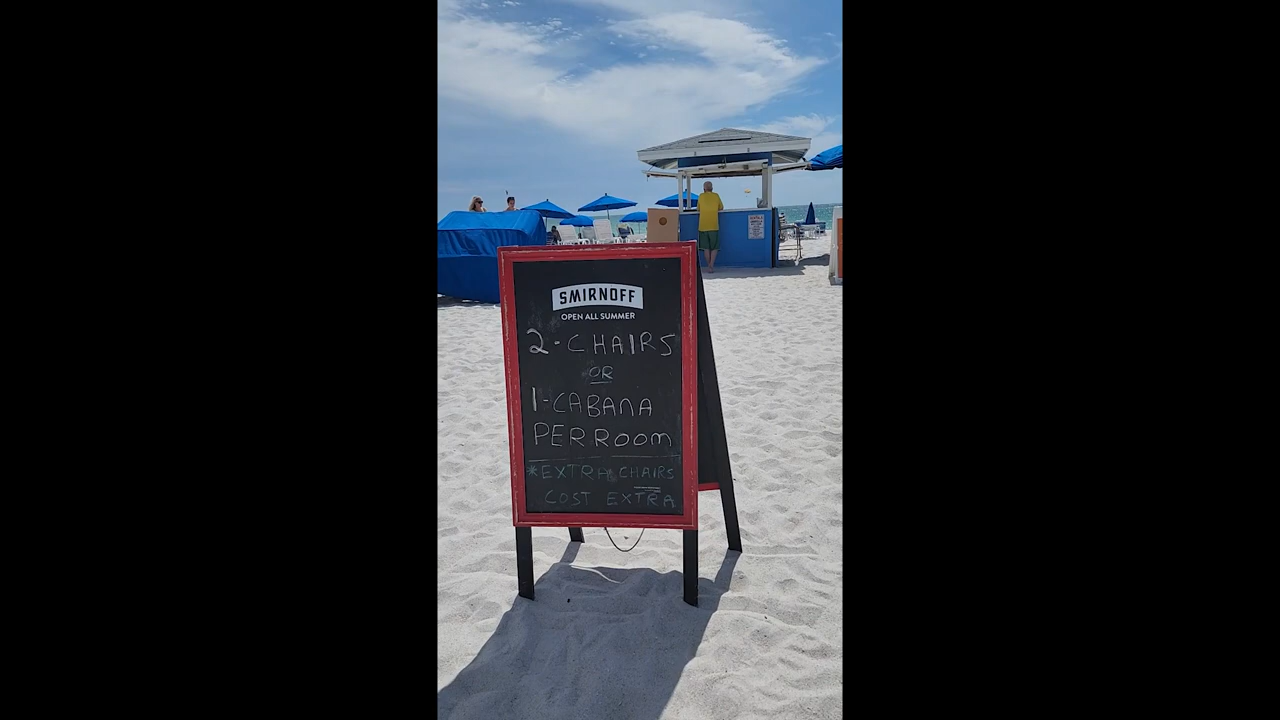 SMIRNOFF
OPEN ALL SUMMER
2-CHAIRS
OR
1-CABANA
PER ROOM
*EXTRA CHAIRS
COST EXTRA